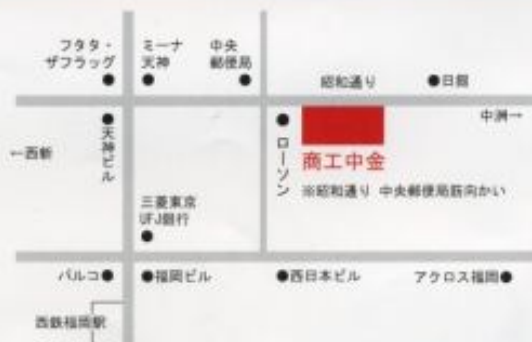 フタタ・
ザフラッグ
ミーナ
天神
中央
郵便局
昭和通り
日銀
中洲→
←西新
天神ビル
ローソン
商工中金
※昭和通り 中央郵便局筋向かい
三菱東京
UFJ銀行
パルコ
福岡ビル
西日本ビル
アクロス福岡
西鉄福岡駅